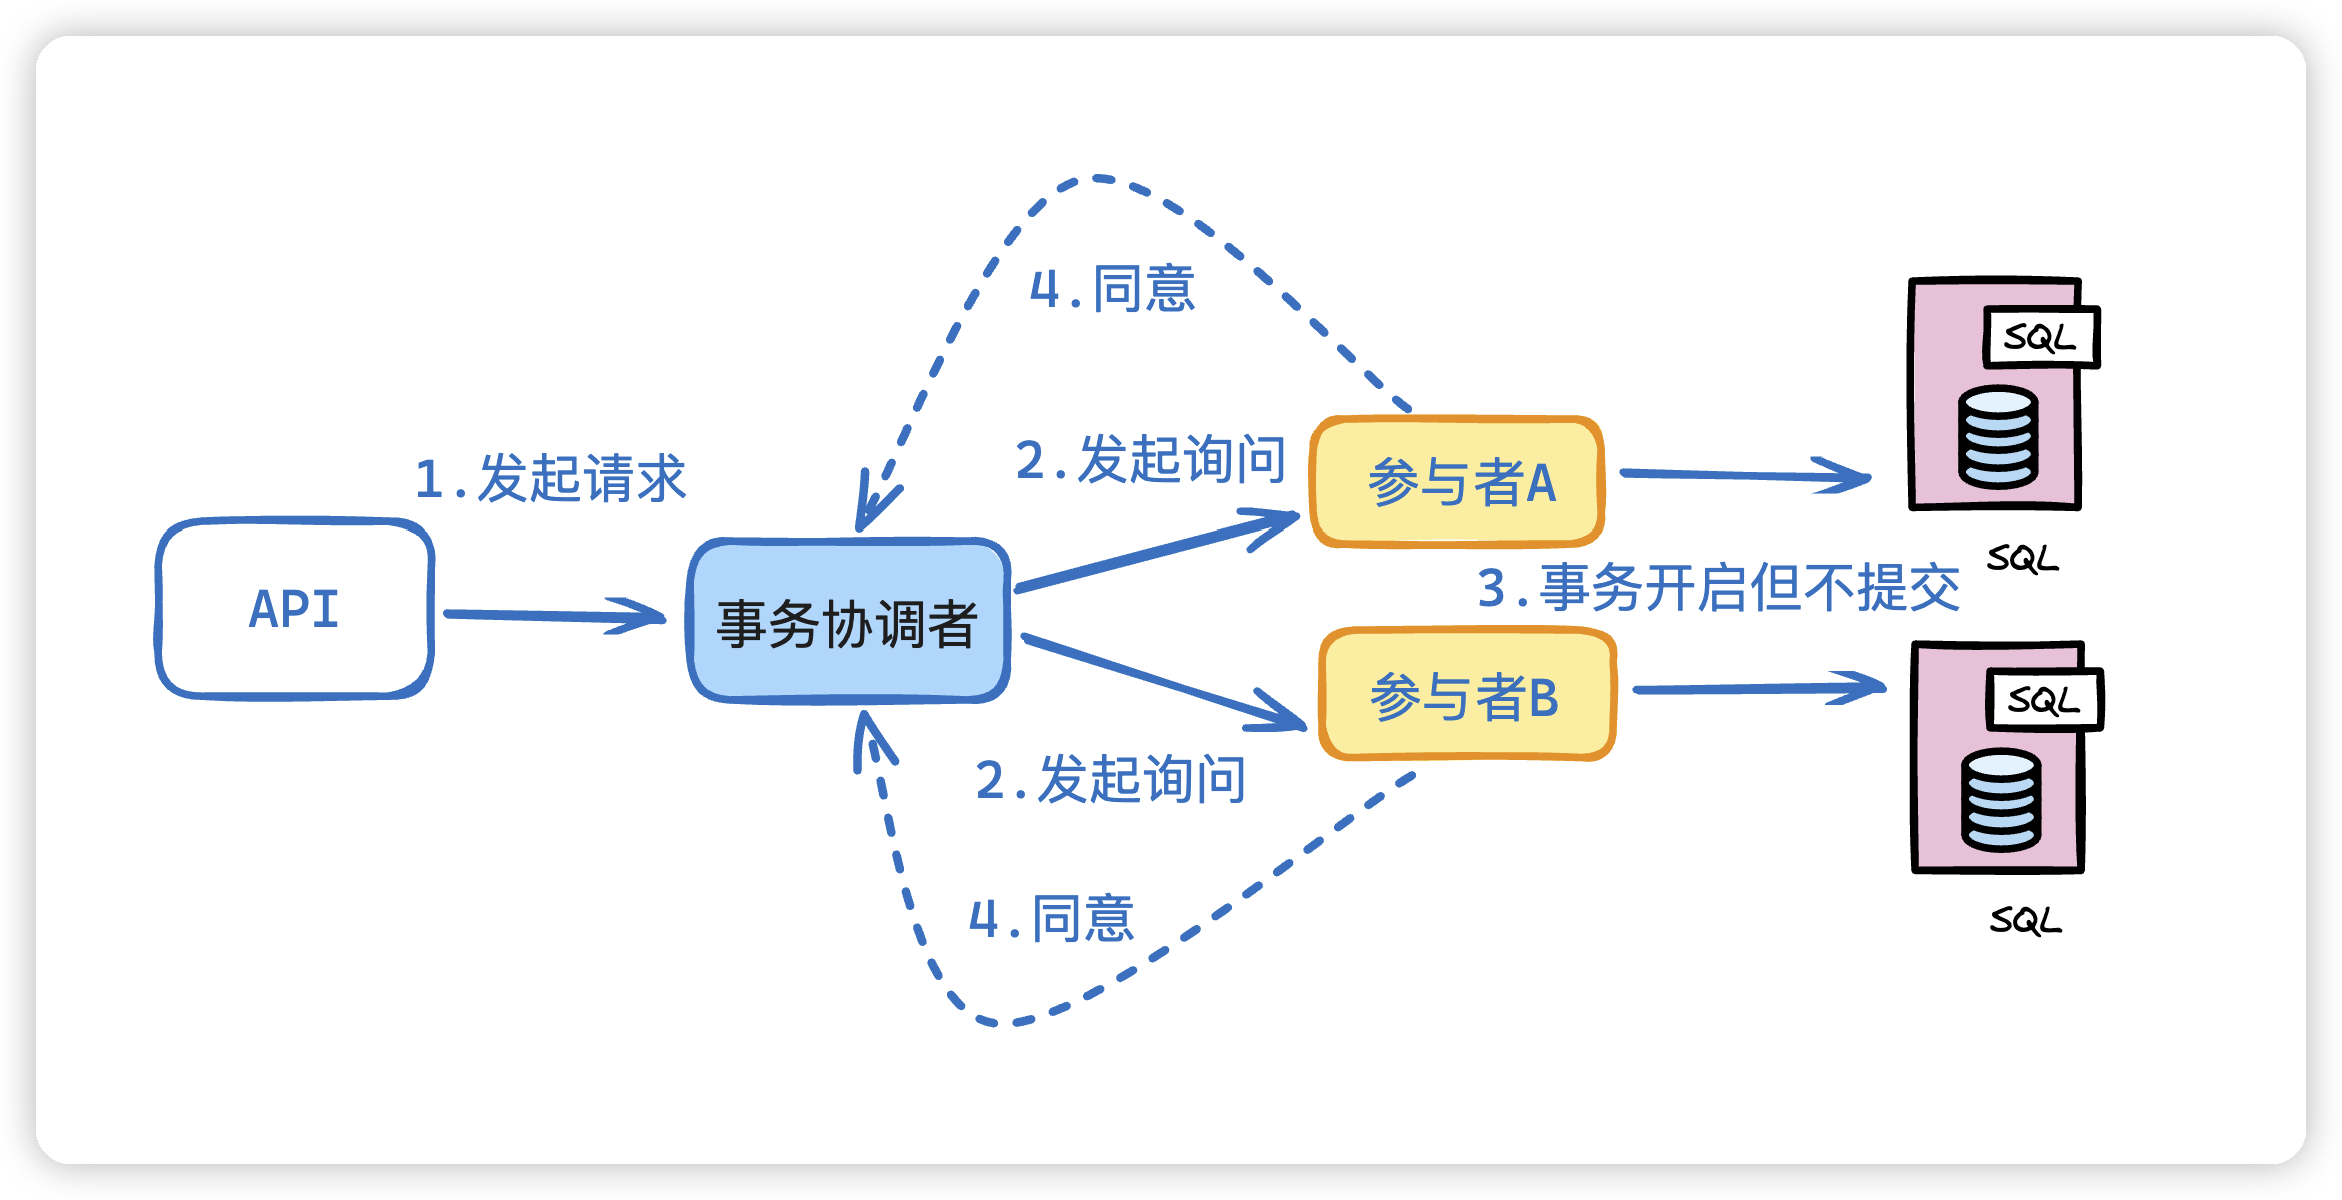 4.同意
SQL
1.发起请求
2.发起询问
参与者A
SQL
3.事务开启但不提交
API
事务协调者
参与者B
SQL
2.发起询问
4.同意
SQL